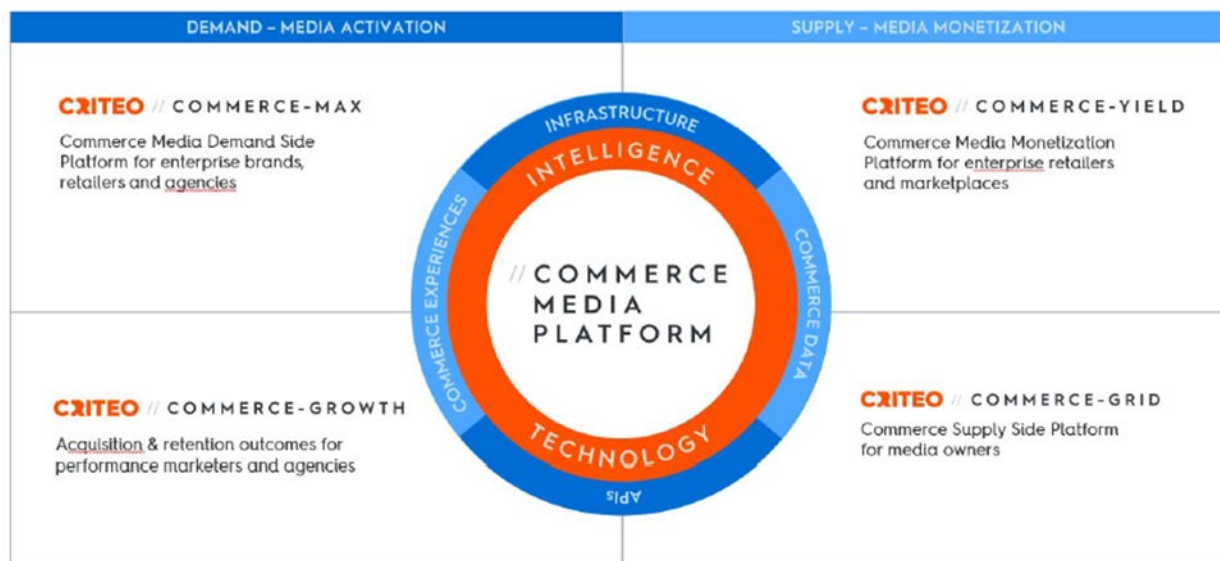 DEMAND – MEDIA ACTIVATION
SUPPLY – MEDIA MONETIZATION
CRITEO // COMMERCE-MAX
Commerce Media Demand Side
Platform for enterprise brands,
retailers and agencies
CRITEO // COMMERCE-YIELD
Commerce Media Monetization
Platform for enterprise retailers
and marketplaces
INFRASTRUCTURE
INTELLIGENCE
COMMERCE EXPERIENCES
// COMMERCE
MEDIA
PLATFORM
COMMERCE DATA
TECHNOLOGY
APIs
CRITEO // COMMERCE-GROWTH
Acquisition & retention outcomes for
performance marketers and agencies
CRITEO // COMMERCE-GRID
Commerce Supply Side Platform
for media owners